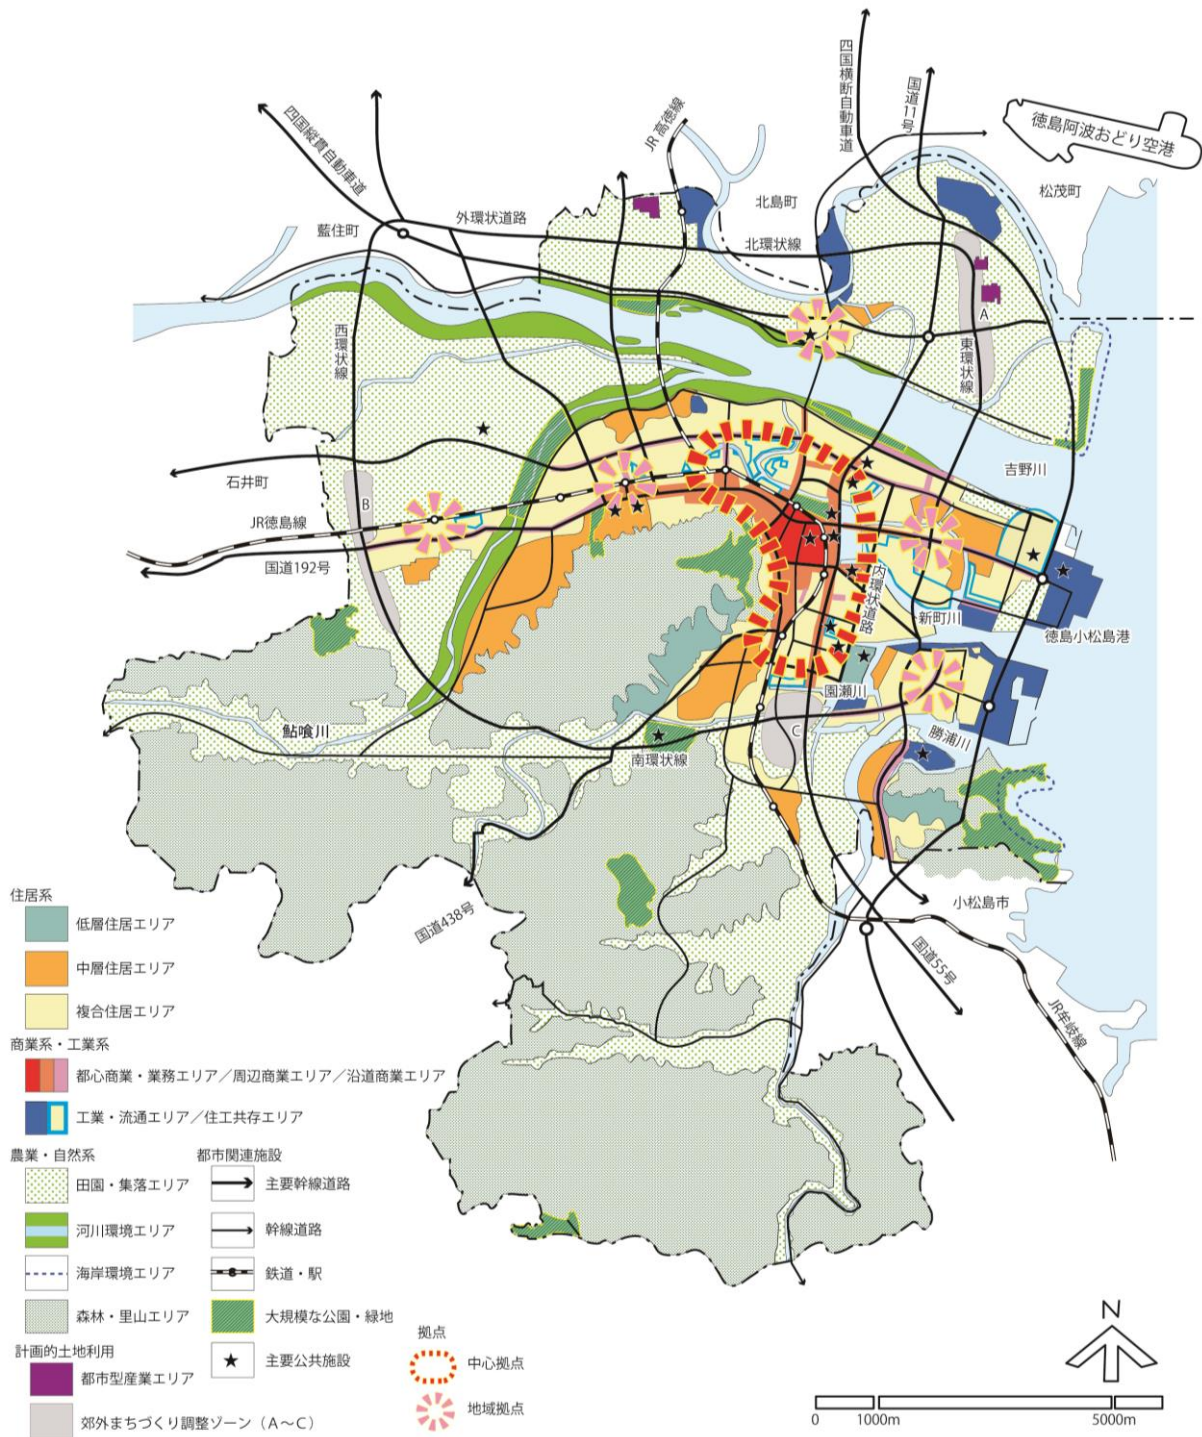 四国横断自動車道
国道11号
徳島阿波おどり空港
四国縦貫自動車道
JR高徳線
松茂町
北島町
藍住町
外環状道路
北環状線
A
西環状線
東環状線
吉野川
石井町
B
JR徳島線
国道192号
内環状道路
新町川
徳島小松島港
園瀬川
鮎喰川
C
勝浦川
南環状線
小松島市
国道438号
国道55号
JR牟岐線
住居系
低層住居エリア
中層住居エリア
複合住居エリア
商業系・工業系
都心商業・業務エリア／周辺商業エリア／沿道商業エリア
工業・流通エリア／住工共存エリア
農業・自然系
田園・集落エリア
河川環境エリア
海岸環境エリア
森林・里山エリア
計画的土地利用
都市型産業エリア
郊外まちづくり調整ゾーン（A〜C）
都市関連施設
主要幹線道路
幹線道路
鉄道・駅
大規模な公園・緑地
主要公共施設
拠点
中心拠点
地域拠点
N
0 1000m 5000m